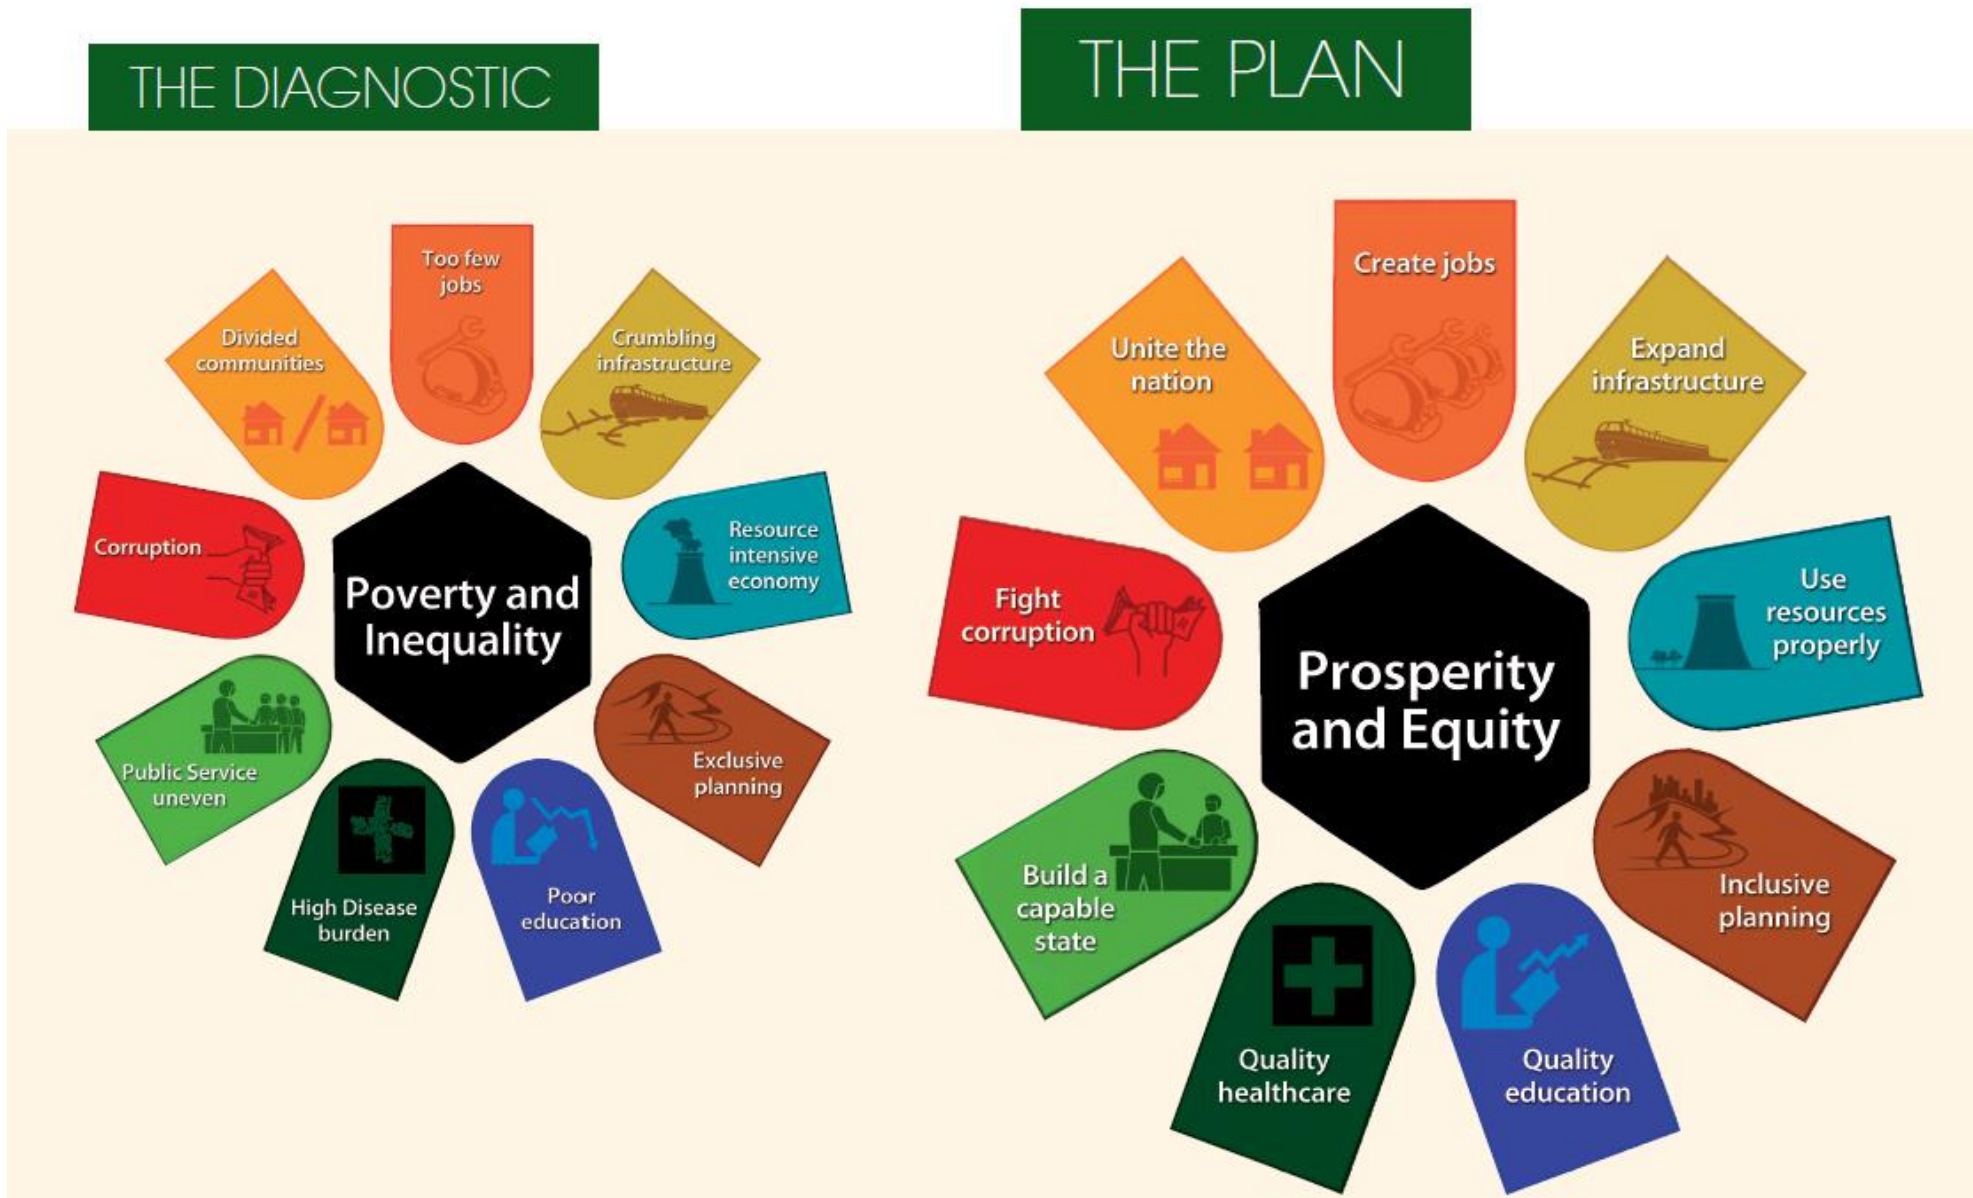 THE DIAGNOSTIC
Too few
jobs
Crumbling
infrastructure
Resource
intensive
economy
Exclusive
planning
Poor
education
High Disease
burden
Public Service
uneven
Corruption
Divided
communities
Poverty and
Inequality
THE PLAN
Create jobs
Expand
infrastructure
Use
resources
properly
Inclusive
planning
Quality
education
Quality
healthcare
Build a
capable
state
Fight
corruption
Unite the
nation
Prosperity
and Equity